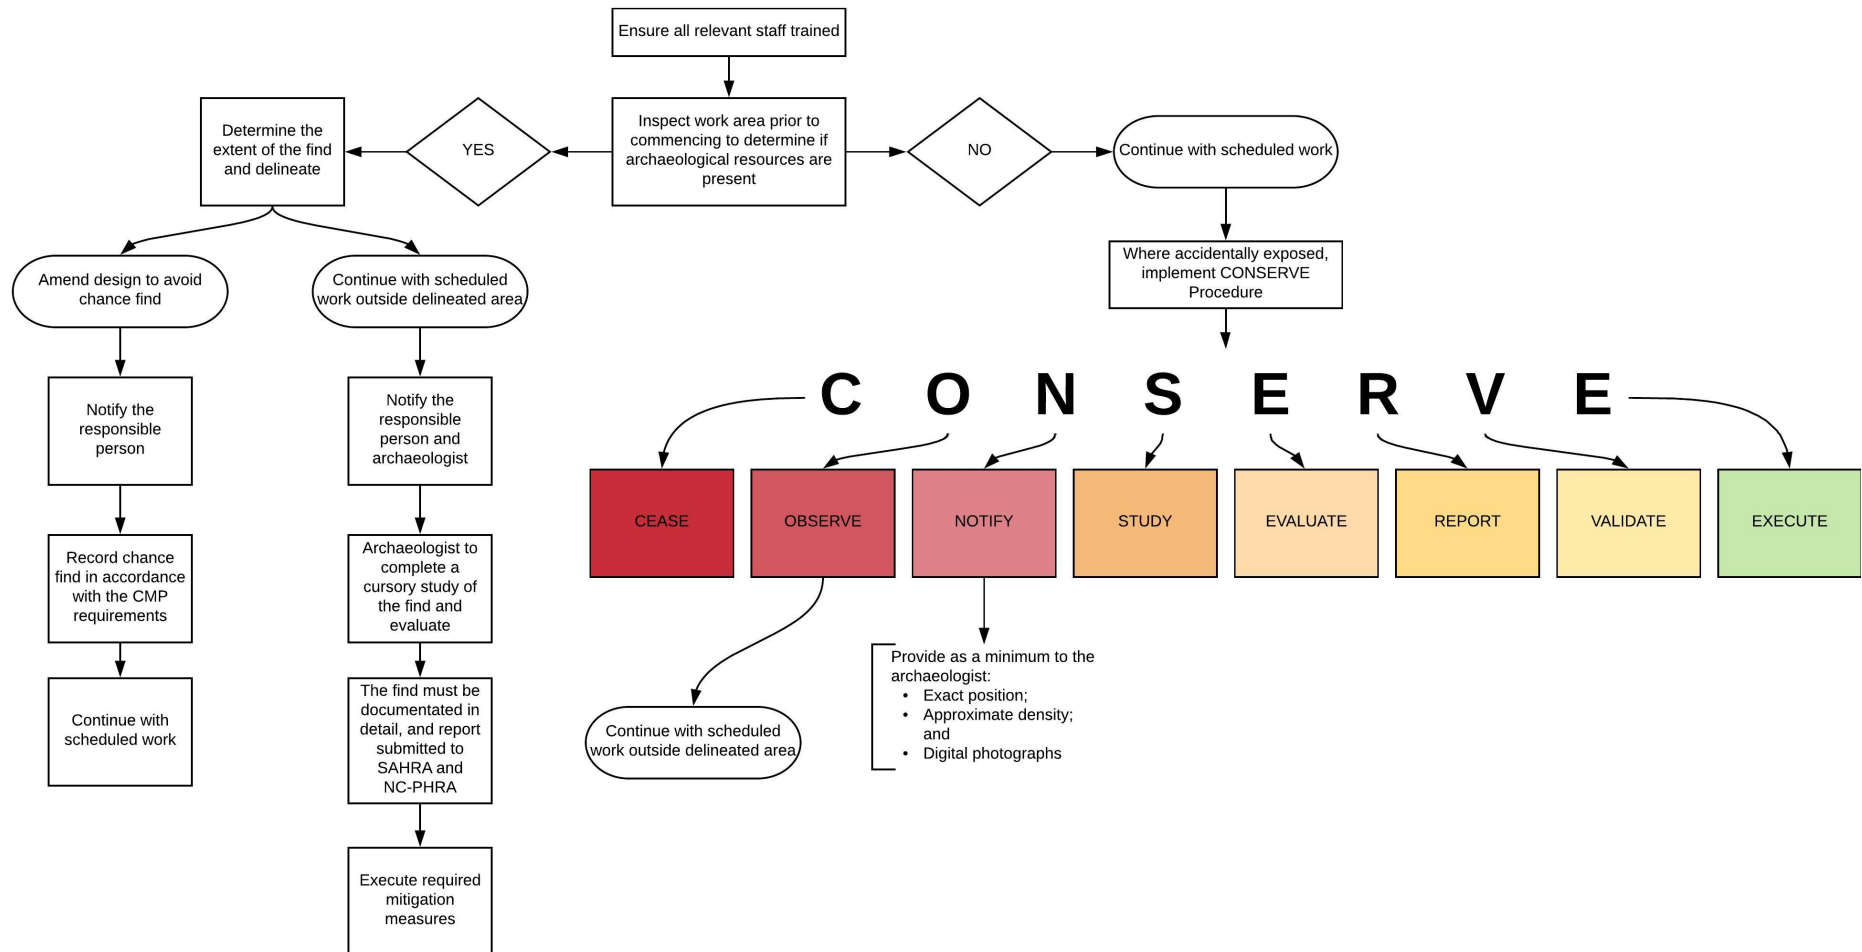 Ensure all relevant staff trained
Determine the
extent of the find
and delineate
YES
Inspect work area prior to
commencing to determine if
archaeological resources are
present
NO
Continue with scheduled work
Where accidentally exposed,
implement CONSERVE
Procedure
Amend design to avoid
chance find
Continue with scheduled
work outside delineated area
Notify the
responsible
person
Notify the
responsible
person and
archaeologist
Record chance
find in accordance
with the CMP
requirements
Archaeologist to
complete a
cursory study of
the find and
evaluate
Continue with
scheduled work
The find must be
documentated in
detail, and report
submitted to
SAHRA and
NC-PHRA
Execute required
mitigation
measures
C O N S E R V E
CEASE
OBSERVE
NOTIFY
STUDY
EVALUATE
REPORT
VALIDATE
EXECUTE
Continue with scheduled
work outside delineated area
Provide as a minimum to the
archaeologist:
• Exact position;
• Approximate density;
and
• Digital photographs